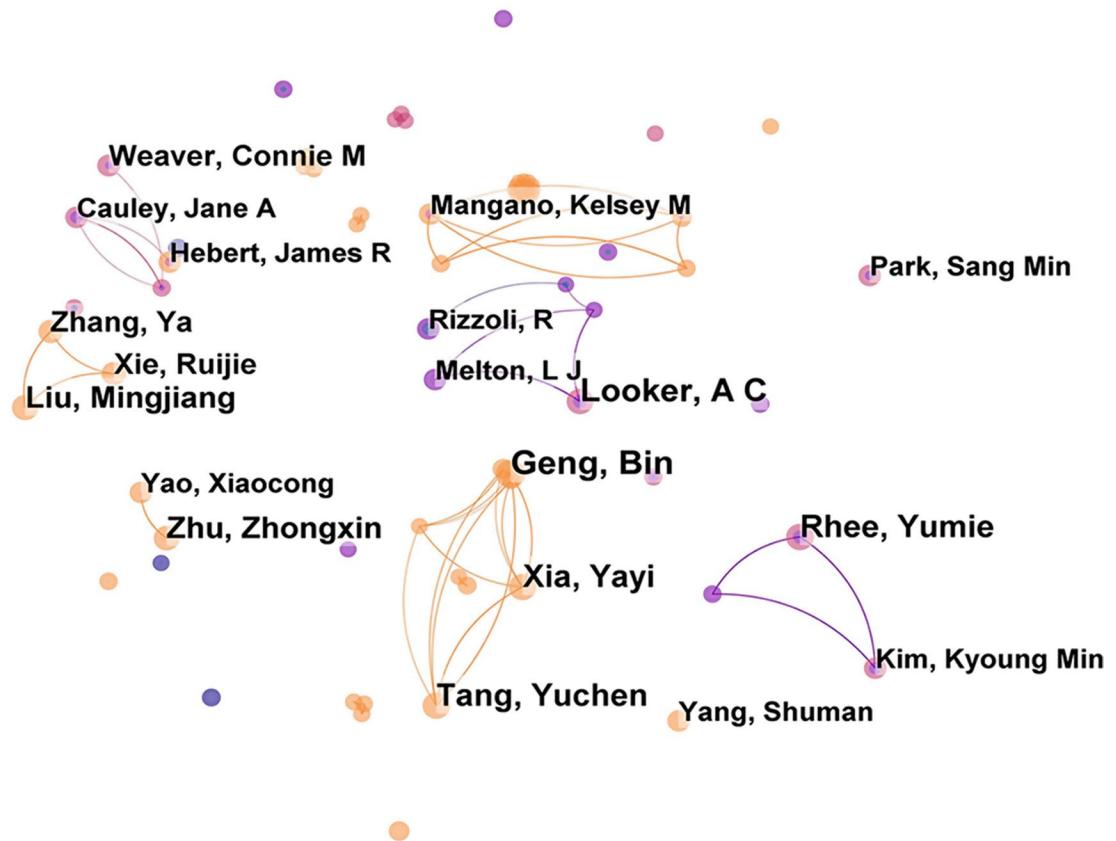 Weaver, Connie M
Cauley, Jane A
Mangano, Kelsey M
Hebert, James R
Park, Sang Min
Zhang, Ya
Rizzoli, R
Xie, Ruijie
Melton, L J
Looker, A C
Liu, Mingjiang
Geng, Bin
Yao, Xiaocong
Zhu, Zhongxin
Rhee, Yumie
Xia, Yayi
Kim, Kyoung Min
Tang, Yuchen
Yang, Shuman